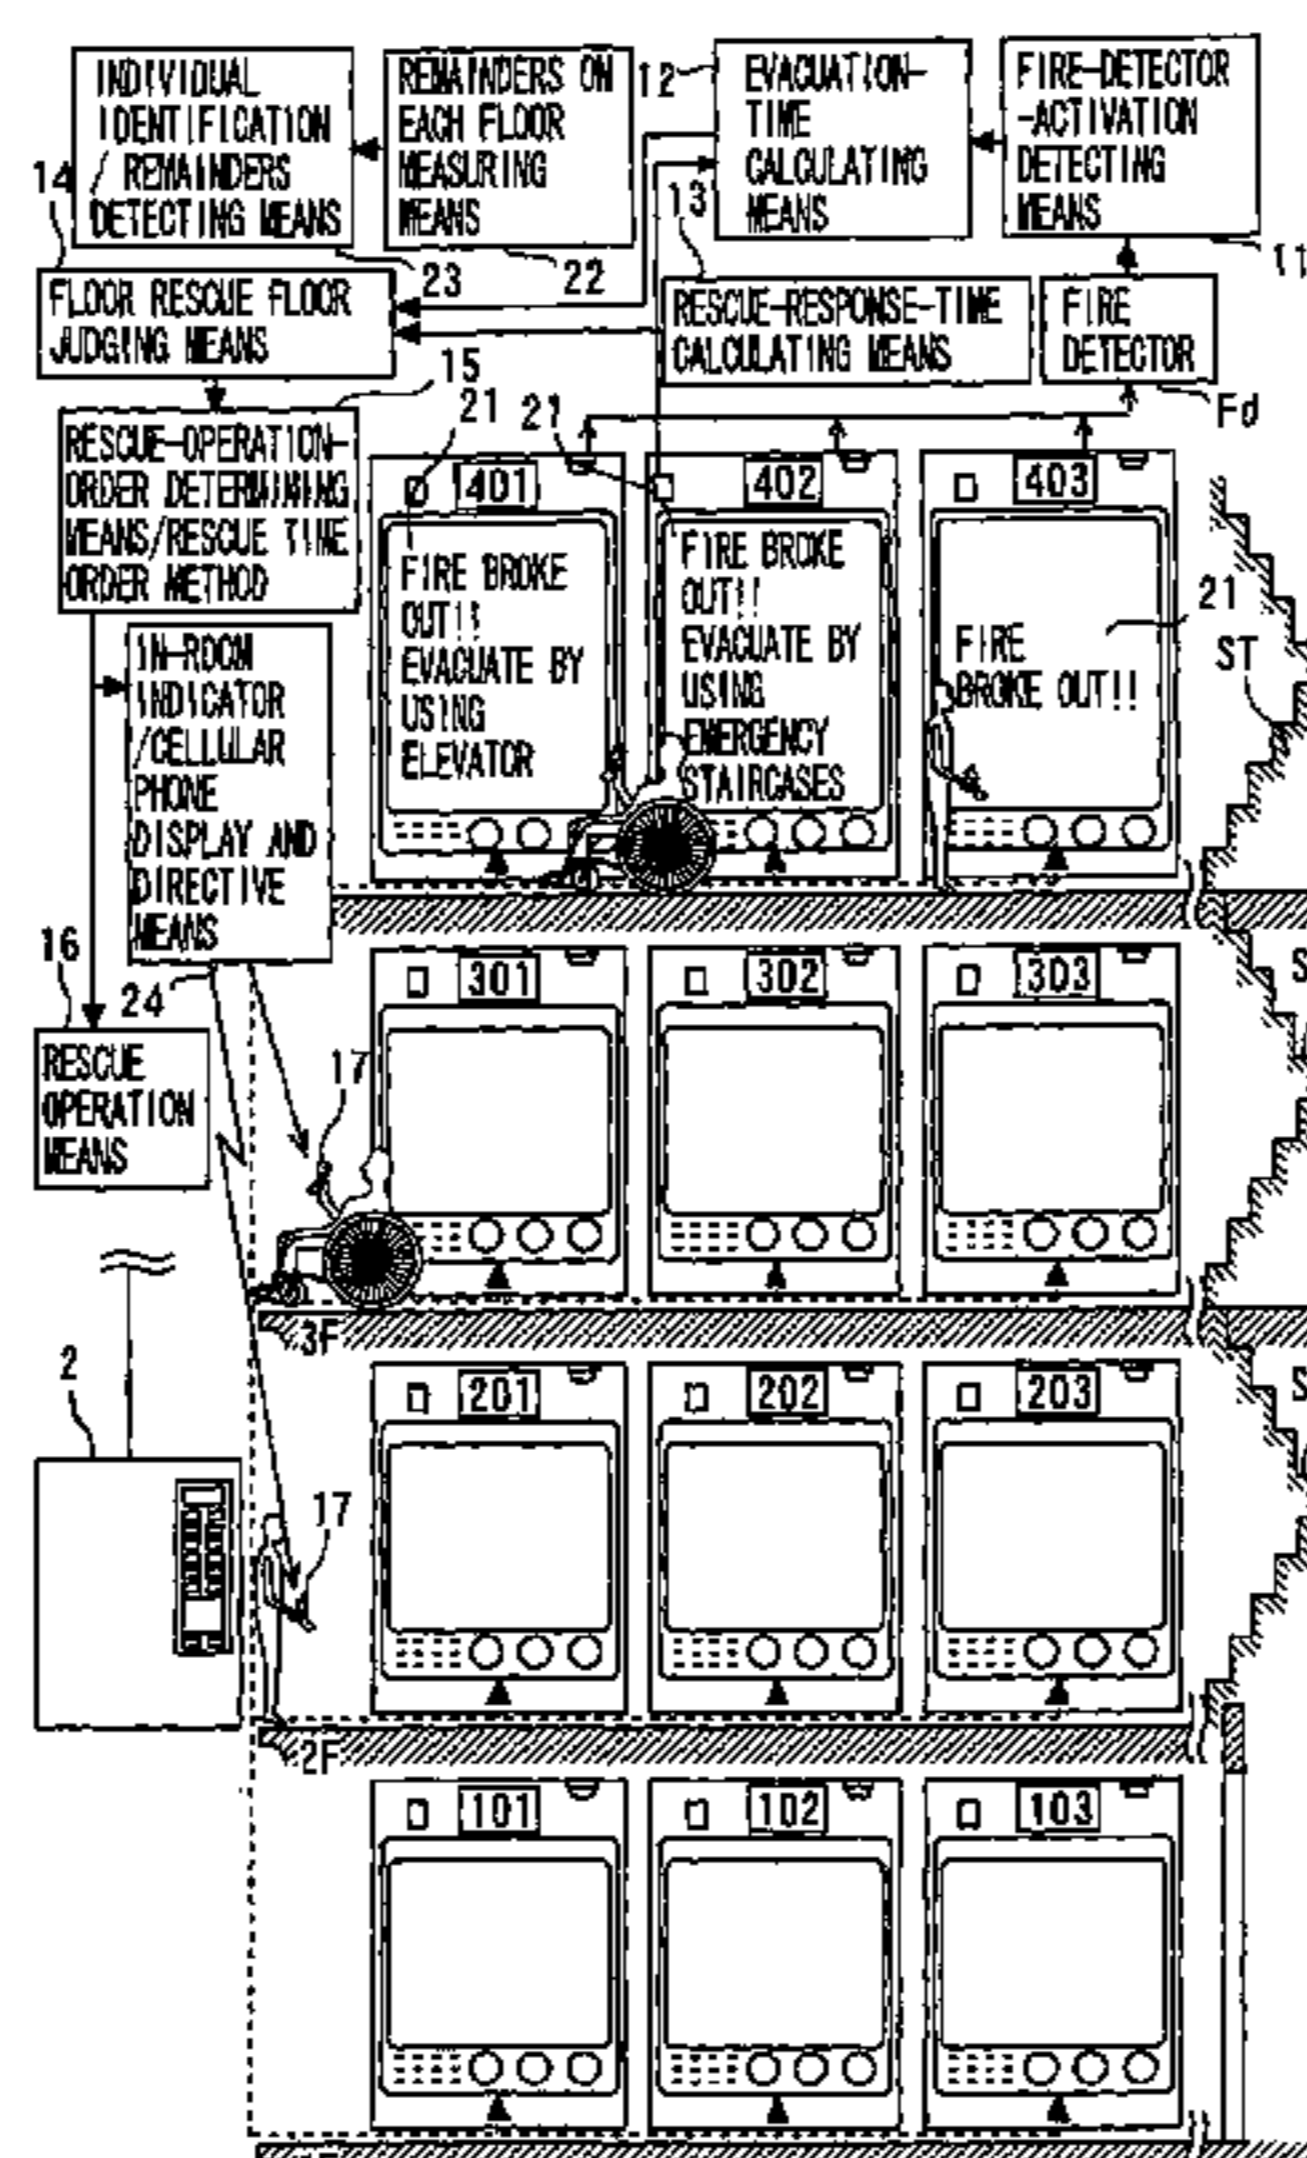 INDIVIDUAL
IDENTIFICATION
/ REMAINDERS
DETECTING MEANS
23
REMAINDERS ON
EACH FLOOR
MEASURING
MEANS
22
12
EVACUATION-
TIME
CALCULATING
MEANS
FIRE-DETECTOR
-ACTIVATION
DETECTING
MEANS
11
14
FLOOR RESCUE FLOOR
JUDGING MEANS
13
RESCUE-RESPONSE-TIME
CALCULATING MEANS
FIRE
DETECTOR
Fd
15
RESCUE-OPERATION-
ORDER DETERMINING
MEANS/RESCUE TIME
ORDER METHOD
21
21
401
FIRE BROKE
OUT!!
EVACUATE BY
USING
ELEVATOR
402
FIRE BROKE
OUT!!
EVACUATE BY
USING
EMERGENCY
STAIRCASES
403
FIRE
BROKE OUT!!
21
ST
IN-ROOM
INDICATOR
/CELLULAR
PHONE
DISPLAY AND
DIRECTIVE
MEANS
24
16
RESCUE
OPERATION
MEANS
17
301
302
303
S
3F
2
17
201
202
203
S
2F
101
102
103